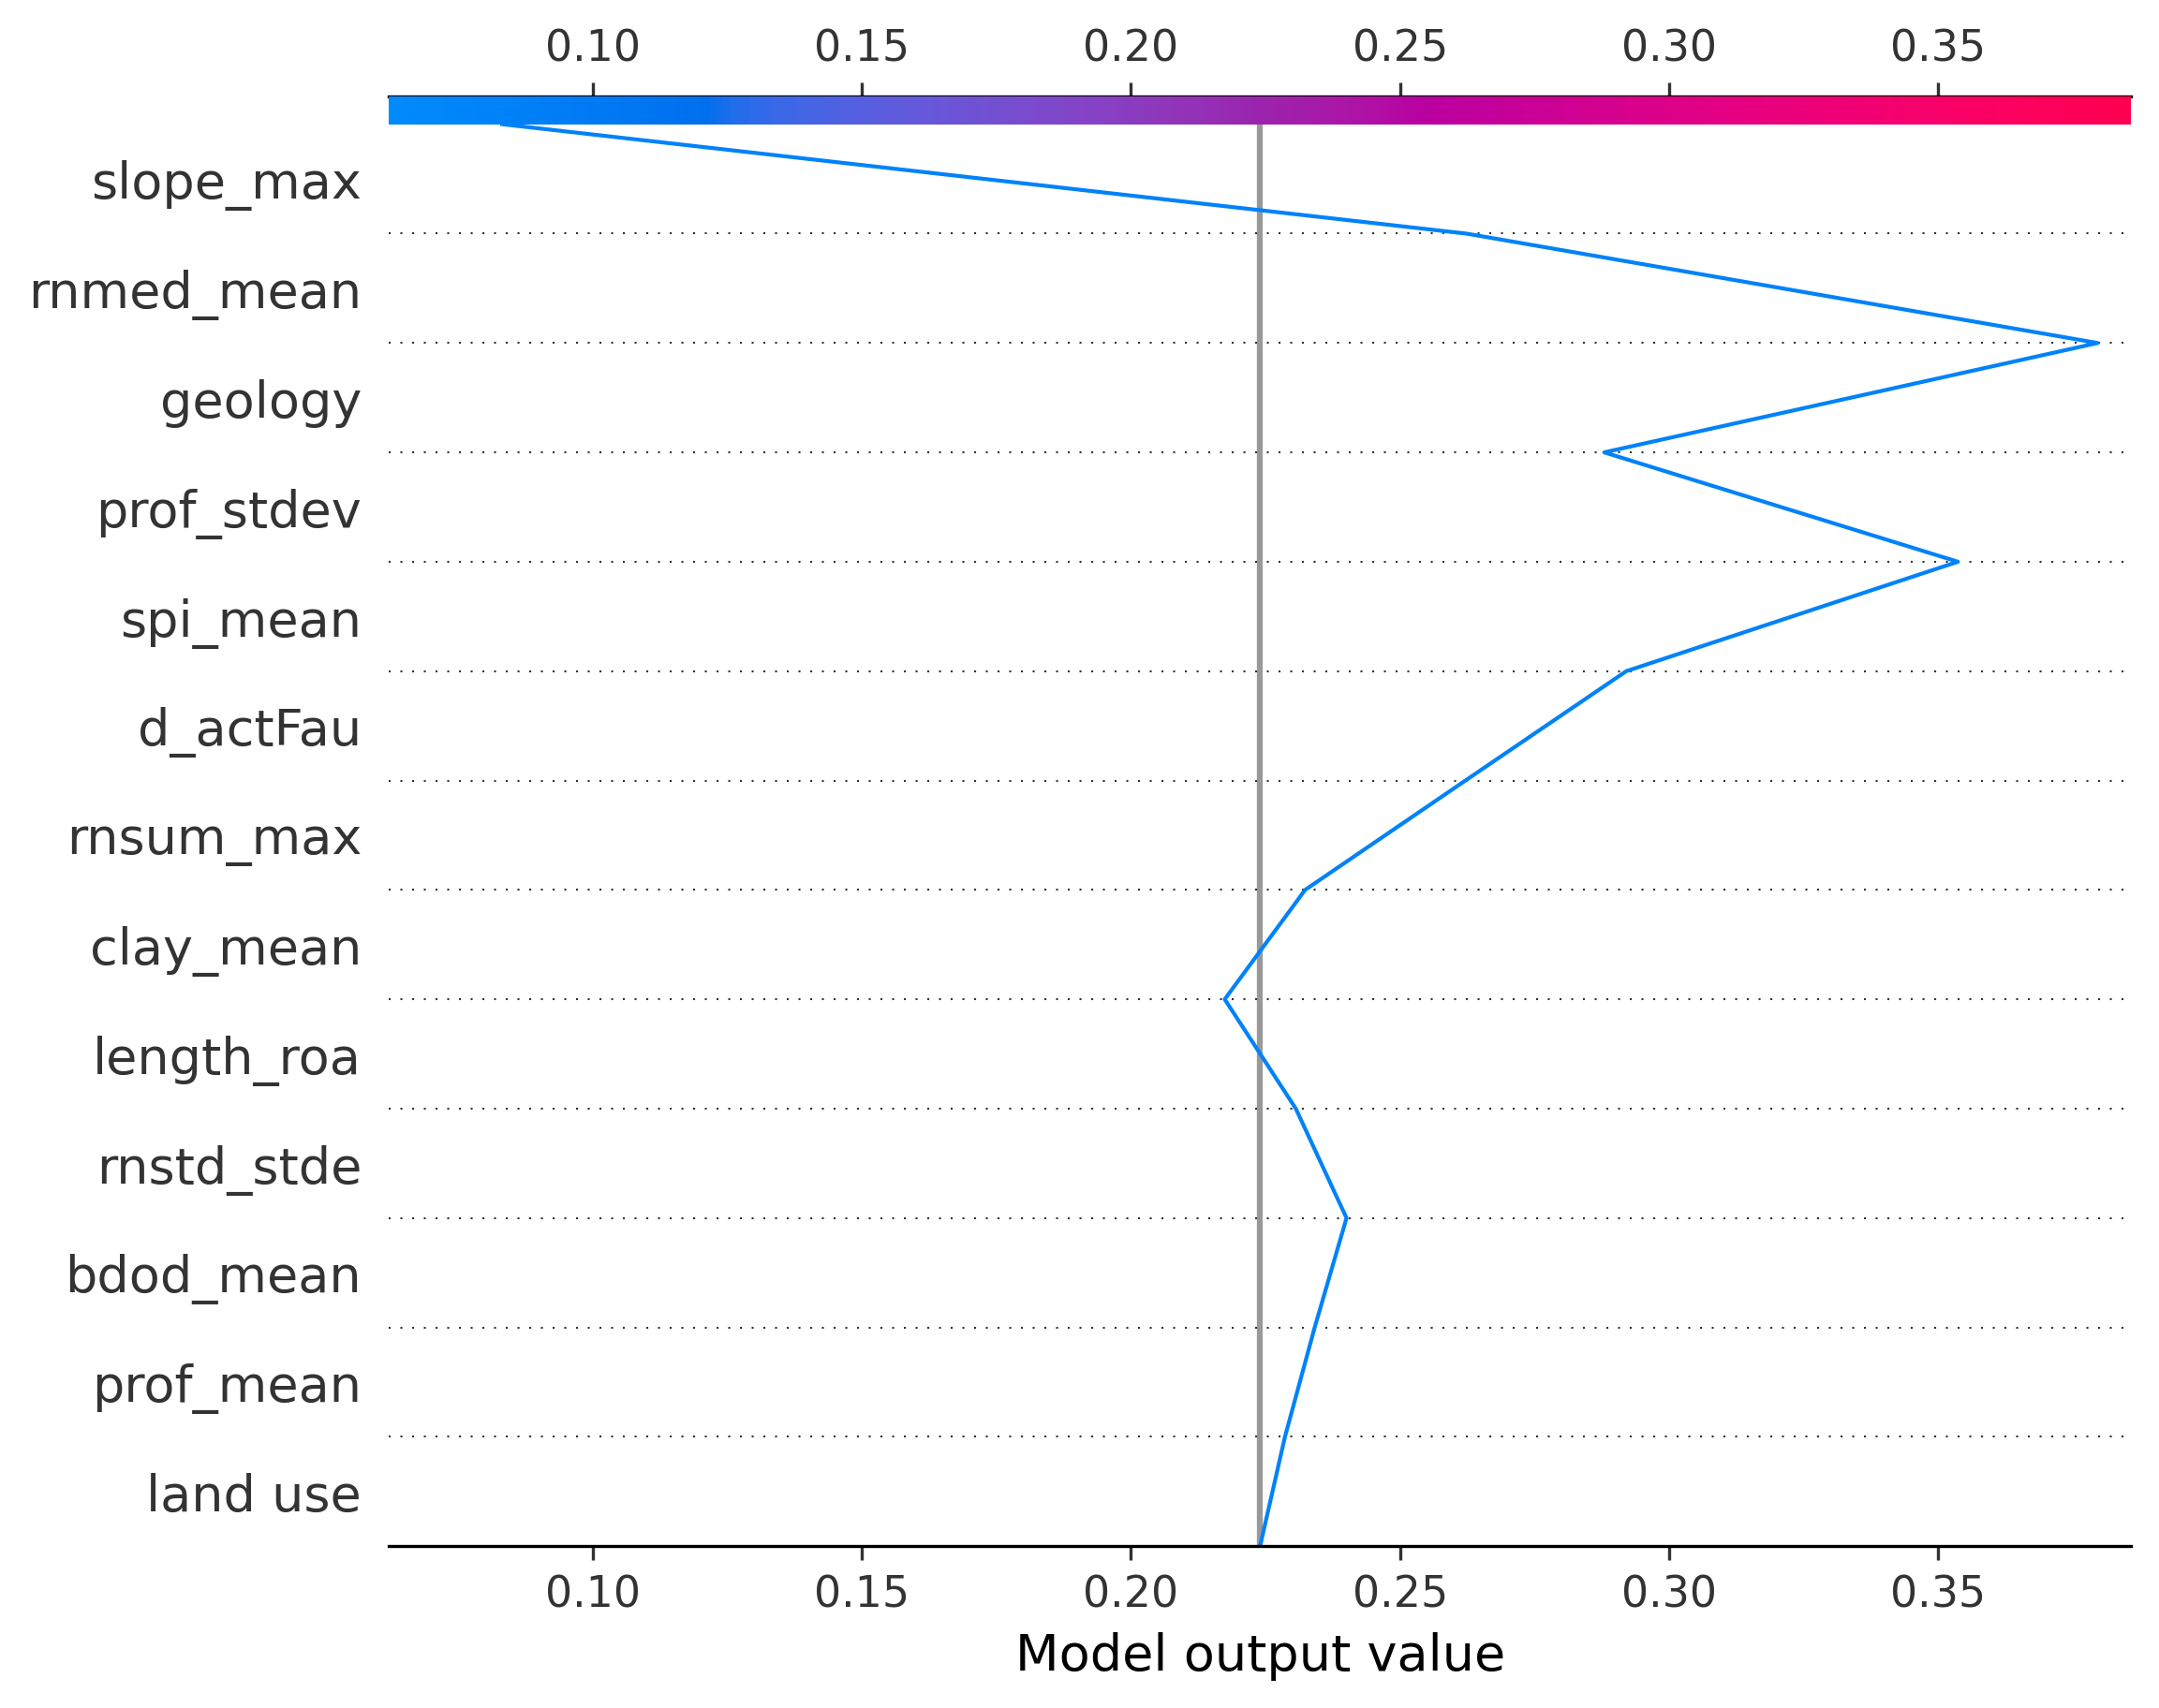 0.10 0.15 0.20 0.25 0.30 0.35
slope_max
rnmed_mean
geology
prof_stdev
spi_mean
d_actFau
rnsum_max
clay_mean
length_roa
rnstd_stde
bdod_mean
prof_mean
land use
0.10 0.15 0.20 0.25 0.30 0.35
Model output value